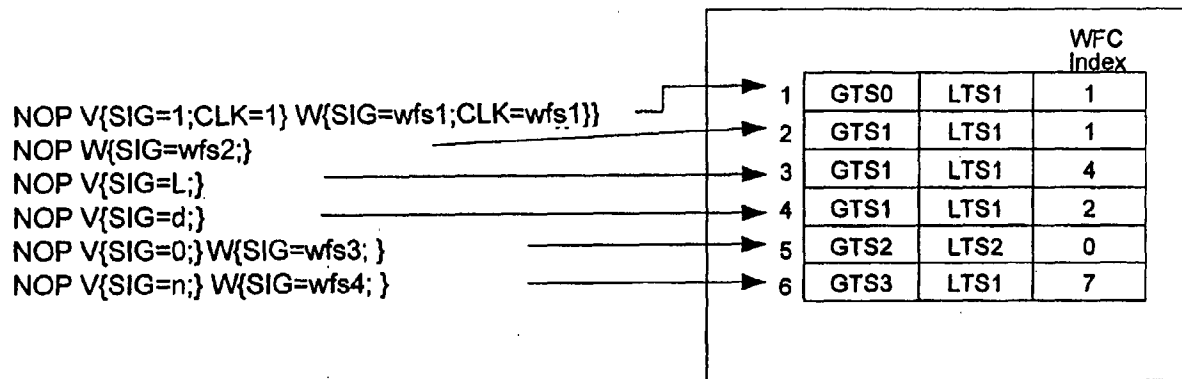 WFC
Index
NOP V{SIG=1;CLK=1} W{SIG=wfs1;CLK=wfs1}}
NOP W{SIG=wfs2;}
NOP V{SIG=L;}
NOP V{SIG=d;}
NOP V{SIG=0;}W{SIG=wfs3; }
NOP V{SIG=n;} W{SIG=wfs4; }
1 GTS0 LTS1 1
2 GTS1 LTS1 1
3 GTS1 LTS1 4
4 GTS1 LTS1 2
5 GTS2 LTS2 0
6 GTS3 LTS1 7